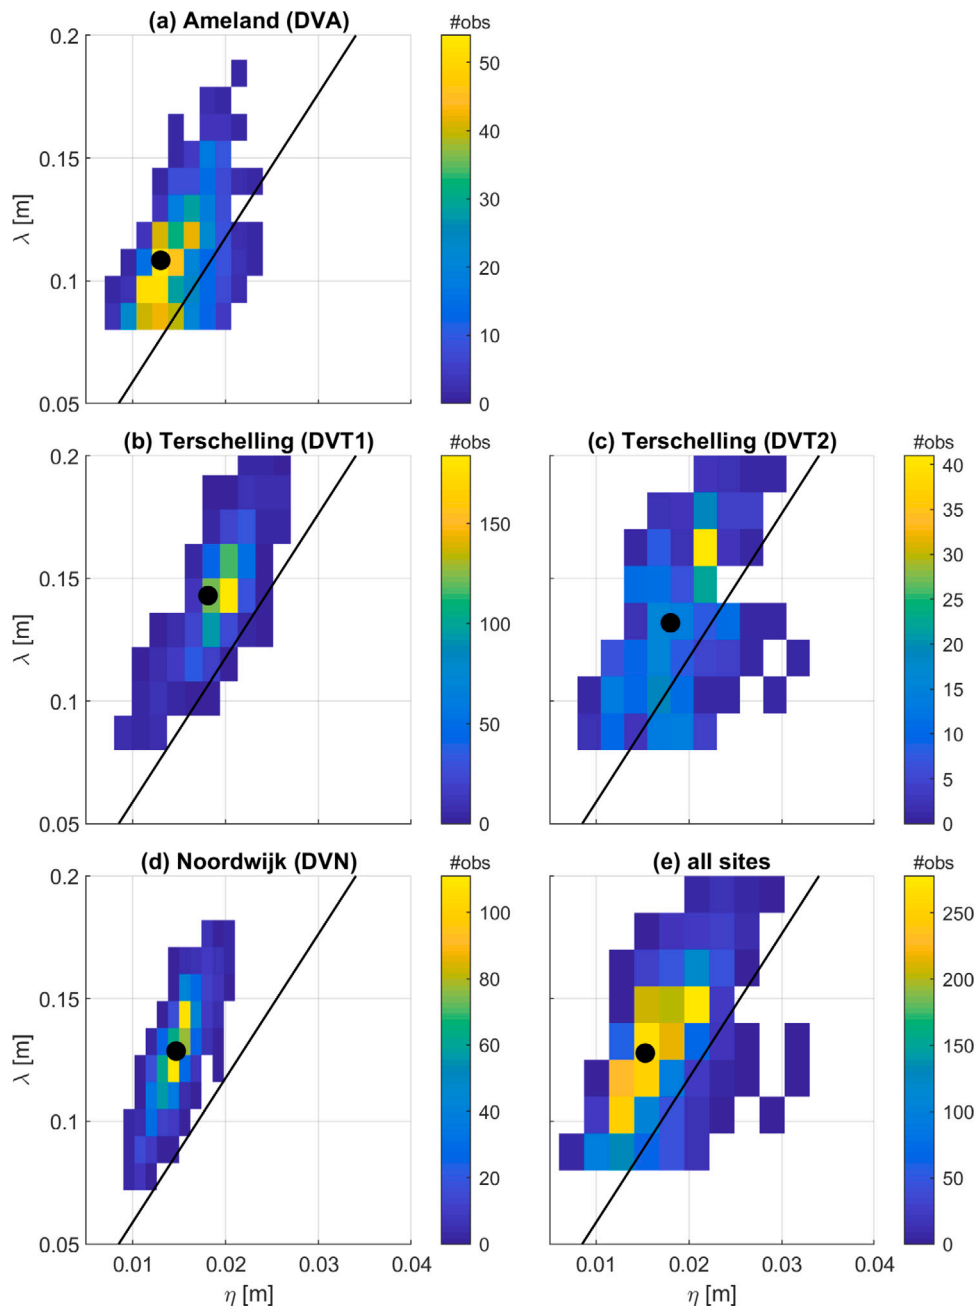 (a) Ameland (DVA)
#obs
0.2
0.15
0.1
0.05
λ [m]
50
40
30
20
10
0
(b) Terschelling (DVT1)
#obs
0.2
0.15
0.1
0.05
λ [m]
150
100
50
0
(c) Terschelling (DVT2)
#obs
40
35
30
25
20
15
10
5
0
(d) Noordwijk (DVN)
#obs
0.2
0.15
0.1
0.05
λ [m]
0.01 0.02 0.03 0.04
η [m]
100
80
60
40
20
0
(e) all sites
#obs
0.01 0.02 0.03 0.04
η [m]
250
200
150
100
50
0